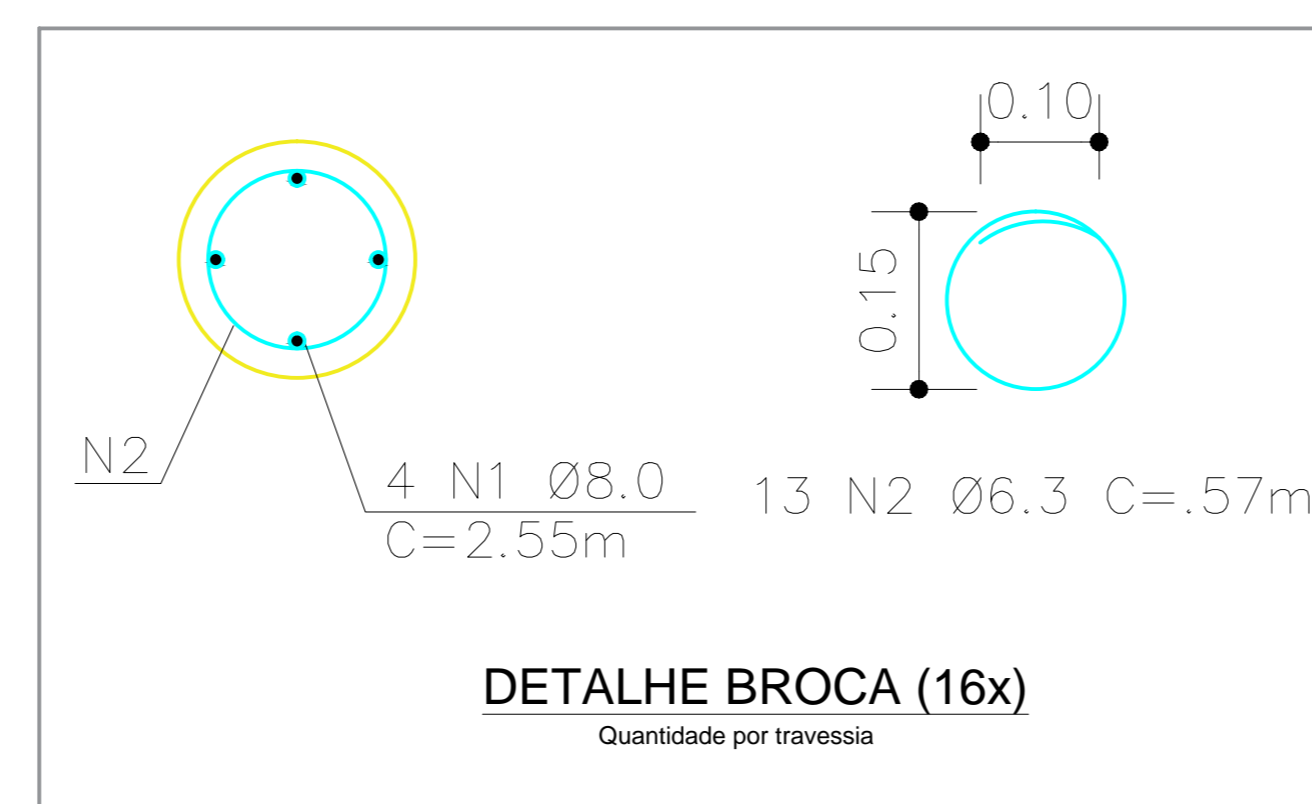 0.10
0.15
N2
4 N1 Ø8.0
C=2.55m
13 N2 Ø6.3 C=.57m
DETALHE BROCA (16x)
Quantidade por travessia